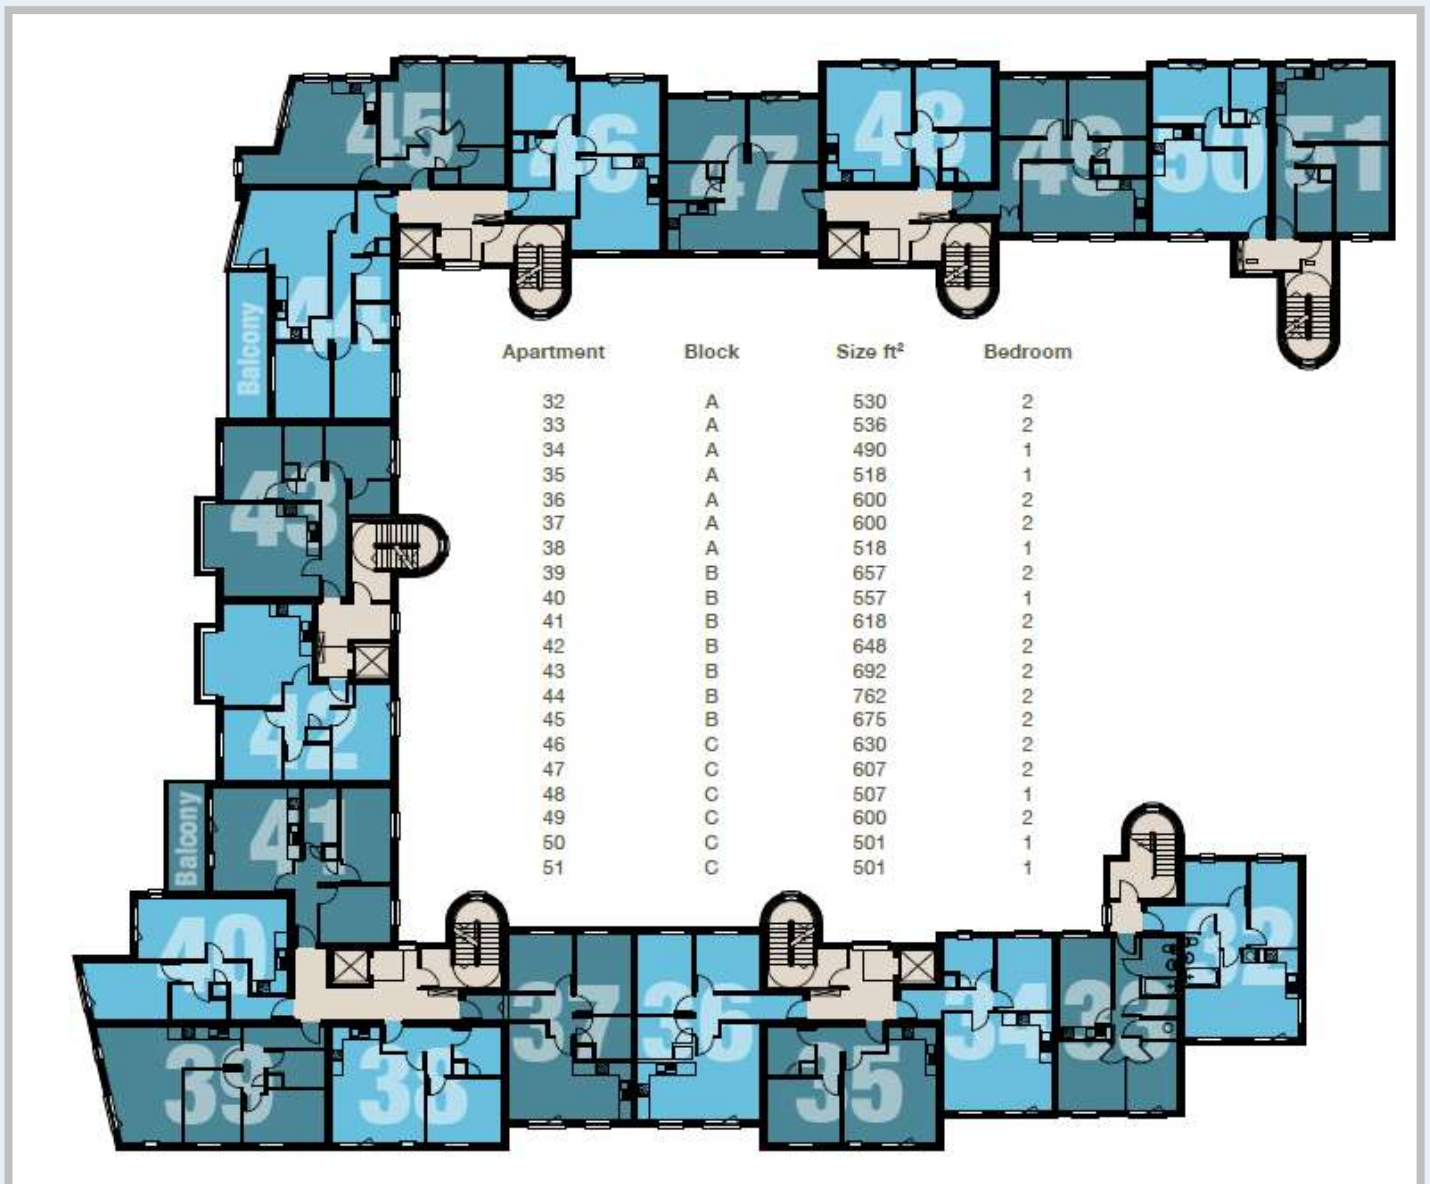 45
46
47
48
49
50
51
44
Balcony
Apartment Block Size ft² Bedroom
32 A 530 2
33 A 536 2
34 A 490 1
35 A 518 1
36 A 600 2
37 A 600 2
38 A 518 1
39 B 657 2
40 B 557 1
41 B 618 2
42 B 648 2
43 B 692 2
44 B 762 2
45 B 675 2
46 C 630 2
47 C 607 2
48 C 507 1
49 C 600 2
50 C 501 1
51 C 501 1
43
42
41
Balcony
40
39
38
37
36
35
34
33
32